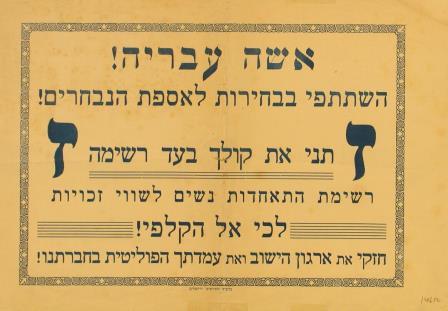 אשה עבריה!
השתתפי בבחירות לאספת הנבחרים!
ז תני את קולך בעד רשימה ז
רשימת התאחדות נשים לשווי זכויות
לכי אל הקלפי!
חזקי את ארגון הישוב ואת עמדתך הפוליטית בחברתנו!